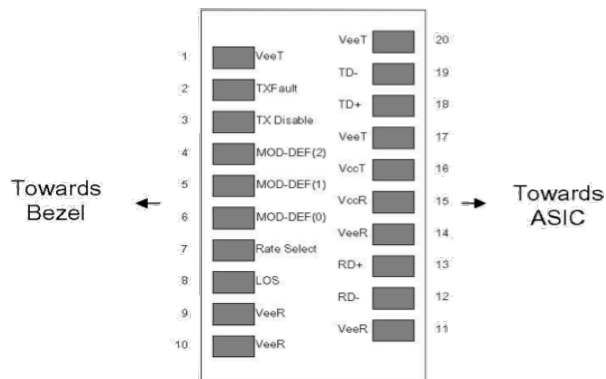 VeeT 20
1 VeeT
TD- 19
2 TXFault
TD+ 18
3 TX Disable
VeeT 17
4 MOD-DEF(2)
VccT 16
5 MOD-DEF(1)
Towards
Bezel
VccR 15
Towards
ASIC
6 MOD-DEF(0)
VeeR 14
7 Rate Select
RD+ 13
8 LOS
RD- 12
9 VeeR
VeeR 11
10 VeeR